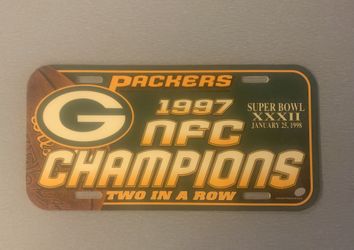 PACKERS
G
1997
NFC
SUPER BOWL
XXXII
JANUARY 25, 1998
CHAMPIONS
TWO IN A ROW